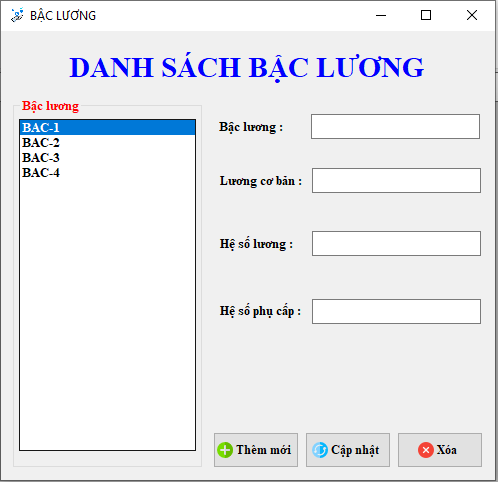 BẬC LƯƠNG
DANH SÁCH BẬC LƯƠNG
Bậc lương
BAC-1
BAC-2
BAC-3
BAC-4
Bậc lương :
Lương cơ bản :
Hệ số lương :
Hệ số phụ cấp :
Thêm mới
Cập nhật
Xóa